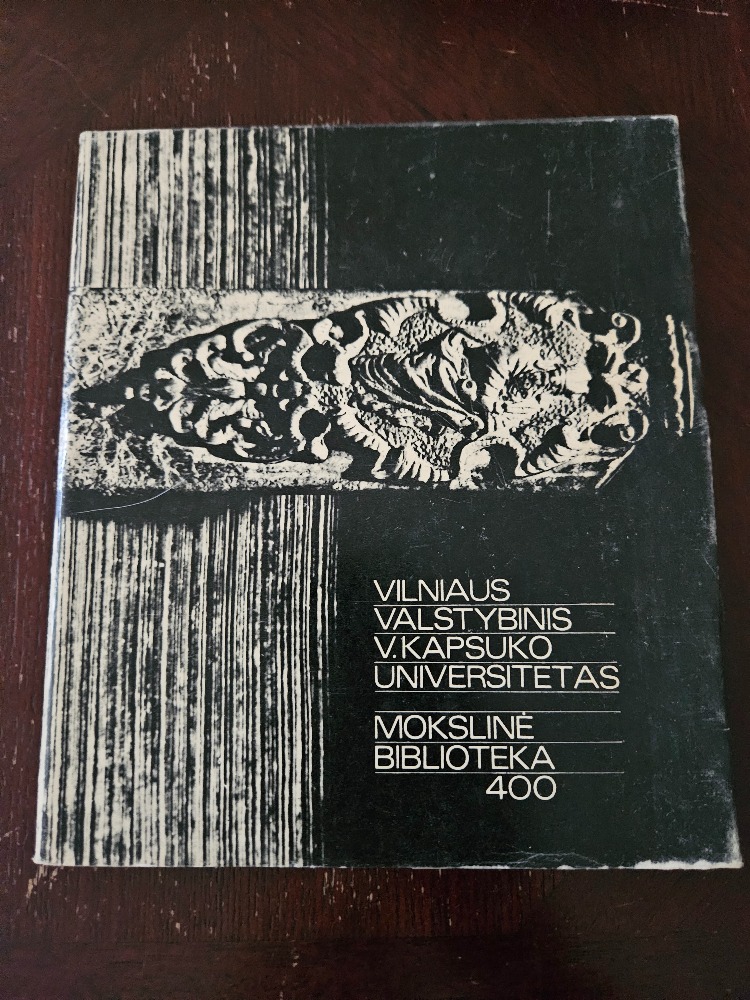 VILNIAUS
VALSTYBINIS
V. KAPSUKO
UNIVERSITETAS
MOKSLINĖ
BIBLIOTEKA
400